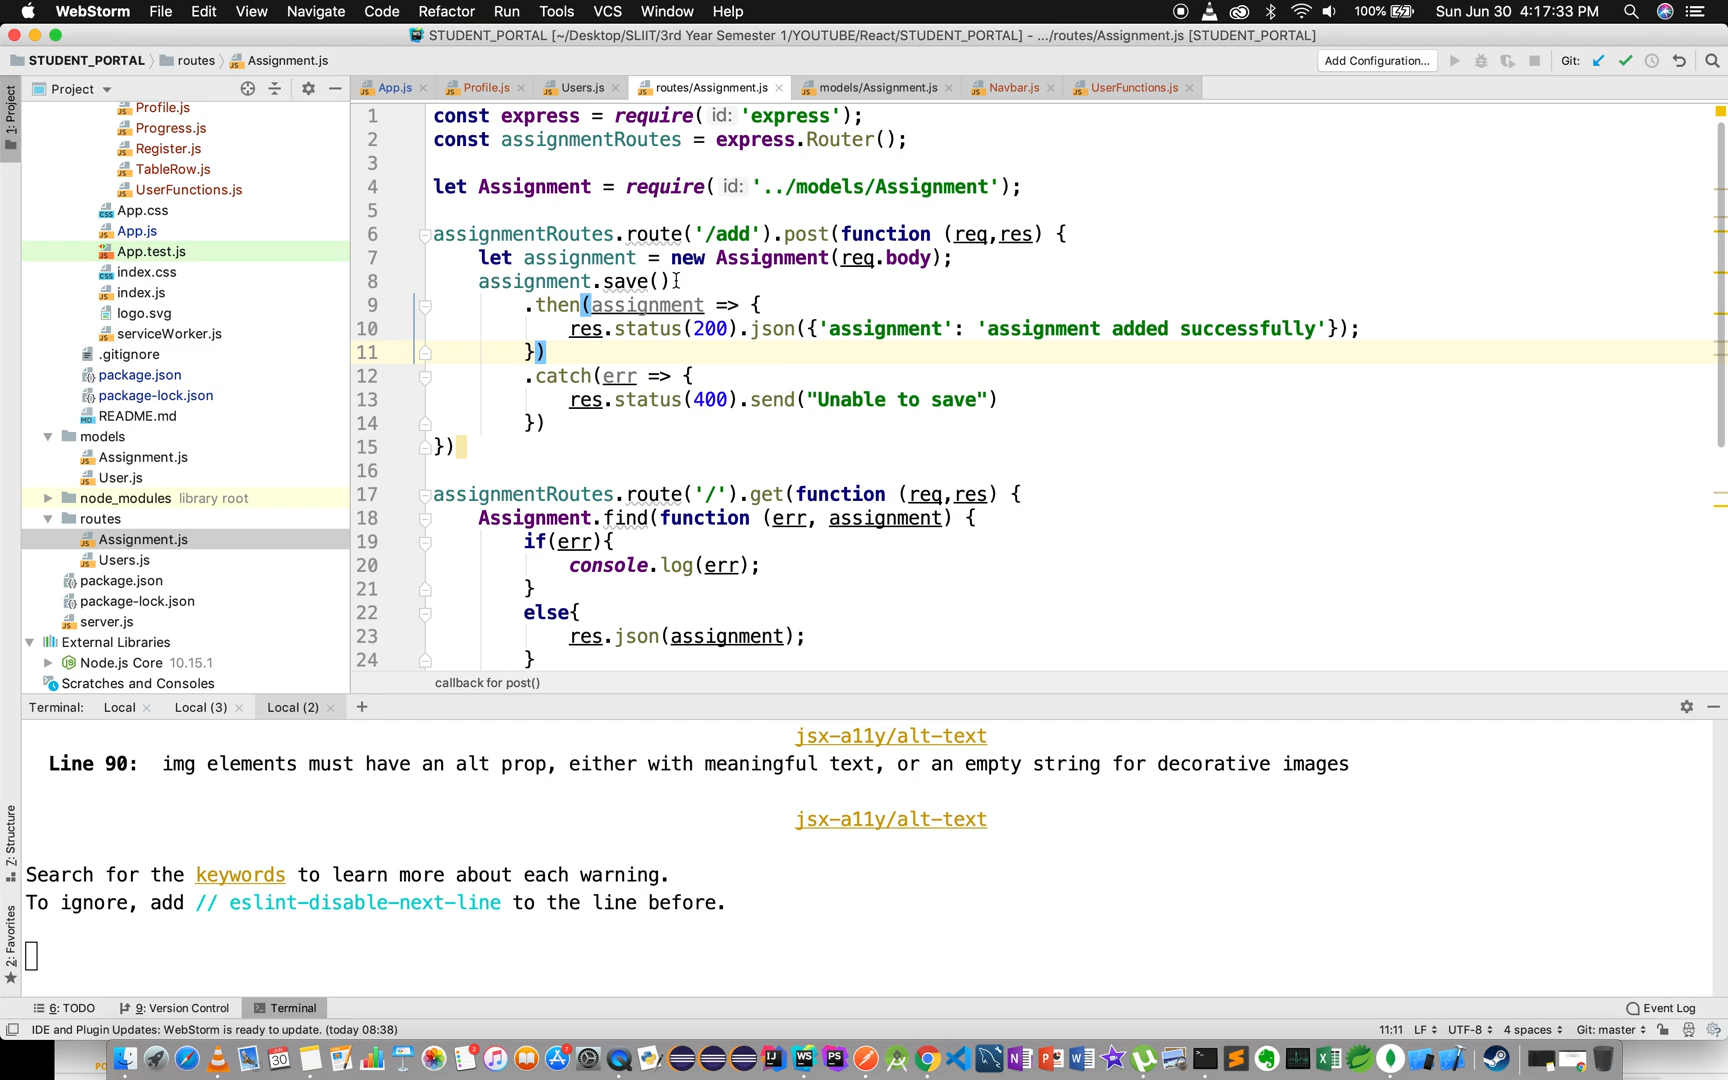 WebStorm File Edit View Navigate Code Refactor Run Tools VCS Window Help 100% Sun Jun 30 4:17:33 PM
STUDENT_PORTAL [~/Desktop/SLIIT/3rd Year Semester 1/YOUTUBE/React/STUDENT_PORTAL] - .../routes/Assignment.js [STUDENT_PORTAL]
STUDENT_PORTAL routes Assignment.js Add Configuration... Git:
Project App.js Profile.js Users.js routes/Assignment.js models/Assignment.js Navbar.js UserFunctions.js
1: Project
Profile.js
Progress.js
Register.js
TableRow.js
UserFunctions.js
App.css
App.js
App.test.js
index.css
index.js
logo.svg
serviceWorker.js
.gitignore
package.json
package-lock.json
README.md
models
Assignment.js
User.js
node_modules library root
routes
Assignment.js
Users.js
package.json
package-lock.json
server.js
External Libraries
Node.js Core 10.15.1
Scratches and Consoles
1 const express = require( id: 'express');
2 const assignmentRoutes = express.Router();
3
4 let Assignment = require( id: '../models/Assignment');
5
6 assignmentRoutes.route('/add').post(function (req,res) {
7 let assignment = new Assignment(req.body);
8 assignment.save()
9 .then(assignment => {
10 res.status(200).json({'assignment': 'assignment added successfully'});
11 })
12 .catch(err => {
13 res.status(400).send("Unable to save")
14 })
15 })
16
17 assignmentRoutes.route('/').get(function (req,res) {
18 Assignment.find(function (err, assignment) {
19 if(err){
20 console.log(err);
21 }
22 else{
23 res.json(assignment);
24 }
callback for post()
Terminal: Local Local (3) Local (2) +
jsx-a11y/alt-text
Line 90: img elements must have an alt prop, either with meaningful text, or an empty string for decorative images
jsx-a11y/alt-text
Search for the keywords to learn more about each warning.
To ignore, add // eslint-disable-next-line to the line before.
Z: Structure
2: Favorites
6: TODO 9: Version Control Terminal Event Log
IDE and Plugin Updates: WebStorm is ready to update. (today 08:38) 11:11 LF UTF-8 4 spaces Git: master